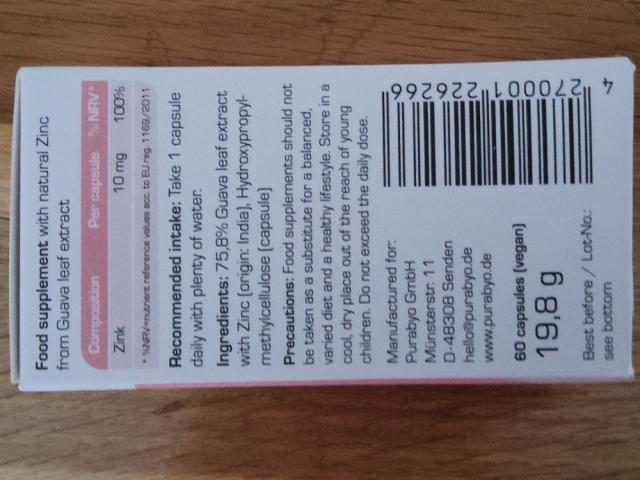 Food supplement with natural Zinc
from Guava leaf extract
Composition Per capsule % NRV*
Zink 10 mg 100%
* %NRV=nutrient reference values acc. to EU reg. 1169/2011
Recommended intake: Take 1 capsule
daily with plenty of water.
Ingredients: 75,8% Guava leaf extract
with Zinc (origin: India), Hydroxypropyl-
methylcellulose (capsule)
Precautions: Food supplements should not
be taken as a substitute for a balanced,
varied diet and a healthy lifestyle. Store in a
cool, dry place out of the reach of young
children. Do not exceed the daily dose.
Manufactured for:
Purabyo GmbH
Münsterstr. 11
D-48308 Senden
hello@purabyo.de
www.purabyo.de
60 capsules (vegan)
19,8 g
Best before / Lot-No.:
see bottom
4 270001 226266